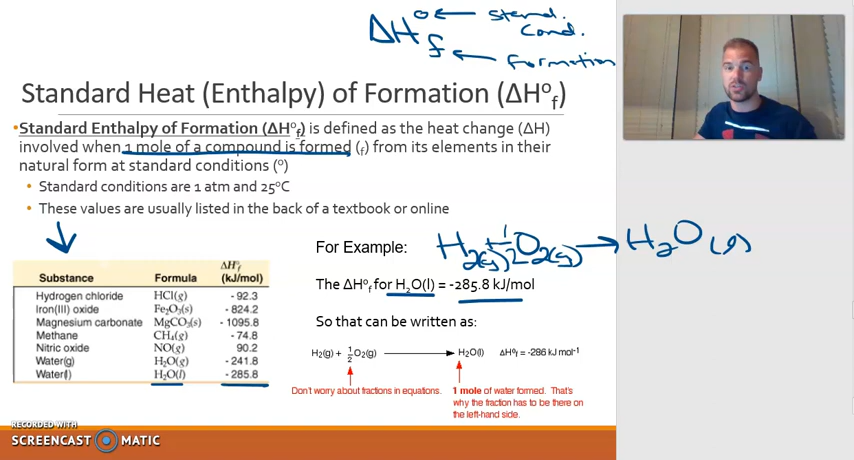 ΔH°f ← stand. cond.
← formation
Standard Heat (Enthalpy) of Formation (ΔH°f)
•Standard Enthalpy of Formation (ΔH°f) is defined as the heat change (ΔH)
involved when 1 mole of a compound is formed (f) from its elements in their
natural form at standard conditions (°)
• Standard conditions are 1 atm and 25°C
• These values are usually listed in the back of a textbook or online
For Example: H2(g) + 1/2 O2(g) → H2O (g)
The ΔH°f for H2O(l) = -285.8 kJ/mol
So that can be written as:
H2(g) + 1/2 O2(g) → H2O(l) ΔH°f = -286 kJ mol-1
Don't worry about fractions in equations.
1 mole of water formed. That's
why the fraction has to be there on
the left-hand side.
ΔH°f
Substance Formula (kJ/mol)
Hydrogen chloride HCl(g) - 92.3
Iron(III) oxide Fe2O3(s) - 824.2
Magnesium carbonate MgCO3(s) - 1095.8
Methane CH4(g) - 74.8
Nitric oxide NO(g) 90.2
Water(g) H2O(g) - 241.8
Water(l) H2O(l) - 285.8
RECORDED WITH
SCREENCAST MATIC